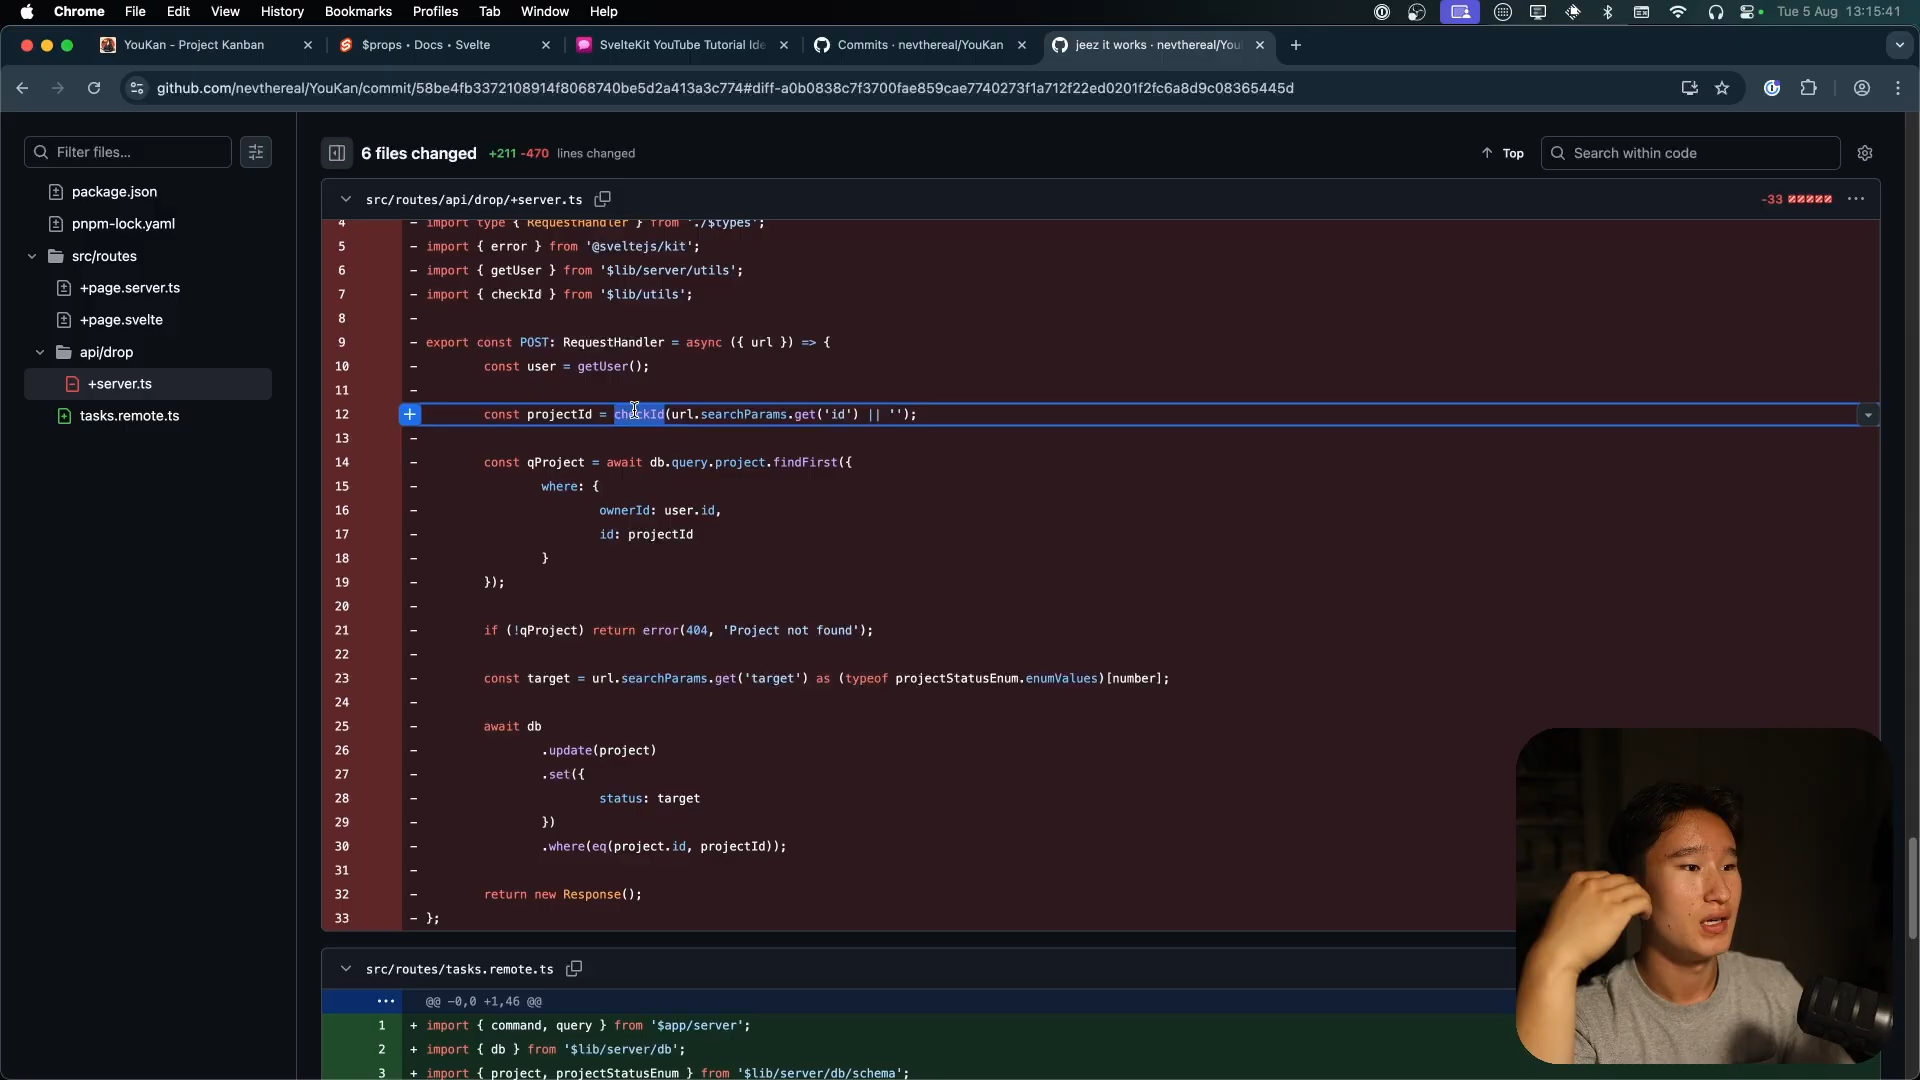 Chrome File Edit View History Bookmarks Profiles Tab Window Help Tue 5 Aug 13:15:41
YouKan - Project Kanban
$props • Docs • Svelte
SvelteKit YouTube Tutorial Ide
Commits · nevthereal/YouKan
jeez it works · nevthereal/You
github.com/nevthereal/YouKan/commit/58be4fb3372108914f8068740be5d2a413a3c774#diff-a0b0838c7f3700fae859cae7740273f1a712f22ed0201f2fc6a8d9c08365445d
Filter files...
package.json
pnpm-lock.yaml
src/routes
+page.server.ts
+page.svelte
api/drop
+server.ts
tasks.remote.ts
6 files changed +211 -470 lines changed
Top
Search within code
src/routes/api/drop/+server.ts
-33
4 - import type { RequestHandler } from './$types';
5 - import { error } from '@sveltejs/kit';
6 - import { getUser } from '$lib/server/utils';
7 - import { checkId } from '$lib/utils';
8 -
9 - export const POST: RequestHandler = async ({ url }) => {
10 - const user = getUser();
11 -
12 + const projectId = checkId(url.searchParams.get('id') || '');
13 -
14 - const qProject = await db.query.project.findFirst({
15 - where: {
16 - ownerId: user.id,
17 - id: projectId
18 - }
19 - });
20 -
21 - if (!qProject) return error(404, 'Project not found');
22 -
23 - const target = url.searchParams.get('target') as (typeof projectStatusEnum.enumValues)[number];
24 -
25 - await db
26 - .update(project)
27 - .set({
28 - status: target
29 - })
30 - .where(eq(project.id, projectId));
31 -
32 - return new Response();
33 - };
src/routes/tasks.remote.ts
@@ -0,0 +1,46 @@
1 + import { command, query } from '$app/server';
2 + import { db } from '$lib/server/db';
3 + import { project, projectStatusEnum } from '$lib/server/db/schema';